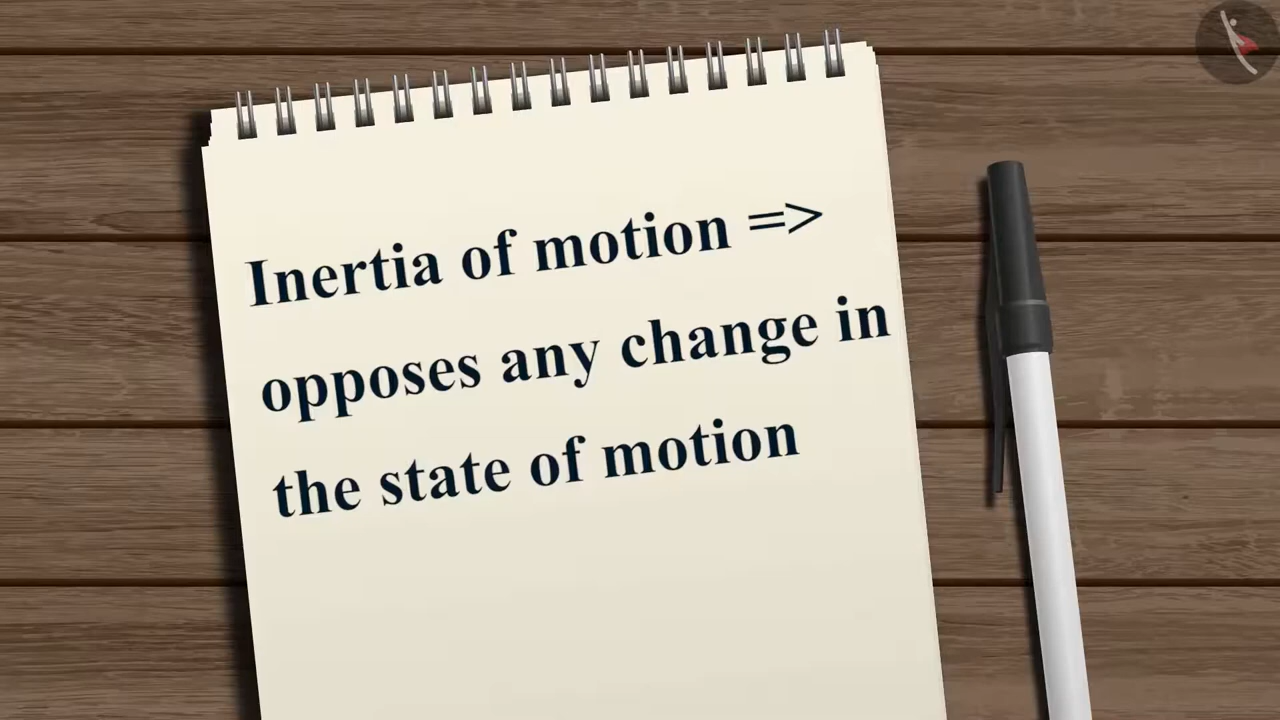 Inertia of motion =>
opposes any change in
the state of motion